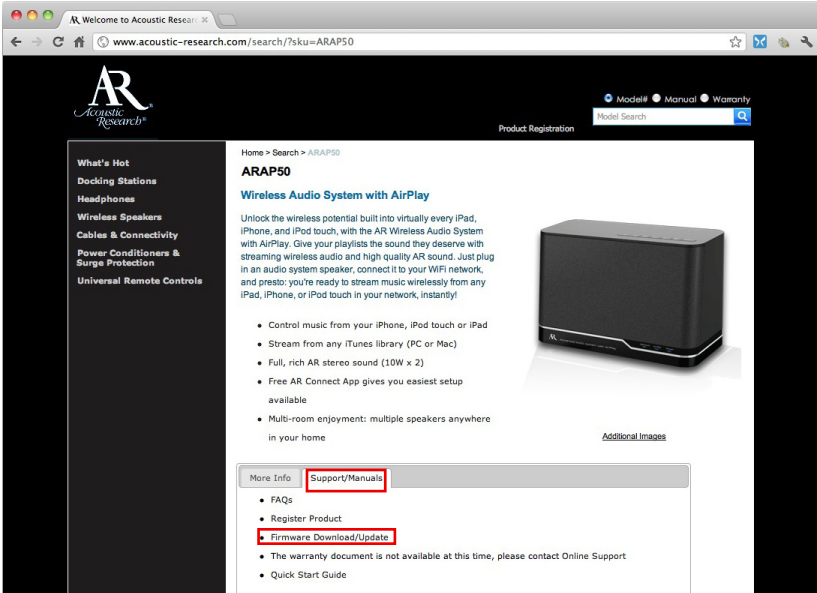 Welcome to Acoustic Resear
www.acoustic-research.com/search/?sku=ARAP50
AR
Acoustic
Research®
Model# Manual Warranty
Model Search
Product Registration
What's Hot
Docking Stations
Headphones
Wireless Speakers
Cables & Connectivity
Power Conditioners &
Surge Protection
Universal Remote Controls
Home > Search > ARAP50
ARAP50
Wireless Audio System with AirPlay
Unlock the wireless potential built into virtually every iPad,
iPhone, and iPod touch, with the AR Wireless Audio System
with AirPlay. Give your playlists the sound they deserve with
streaming wireless audio and high quality AR sound. Just plug
in an audio system speaker, connect it to your WiFi network,
and presto: you're ready to stream music wirelessly from any
iPad, iPhone, or iPod touch in your network, instantly!
• Control music from your iPhone, iPod touch or iPad
• Stream from any iTunes library (PC or Mac)
• Full, rich AR stereo sound (10W x 2)
• Free AR Connect App gives you easiest setup
available
• Multi-room enjoyment: multiple speakers anywhere
in your home
AR
Additional Images
More Info Support/Manuals
• FAQs
• Register Product
• Firmware Download/Update
• The warranty document is not available at this time, please contact Online Support
• Quick Start Guide